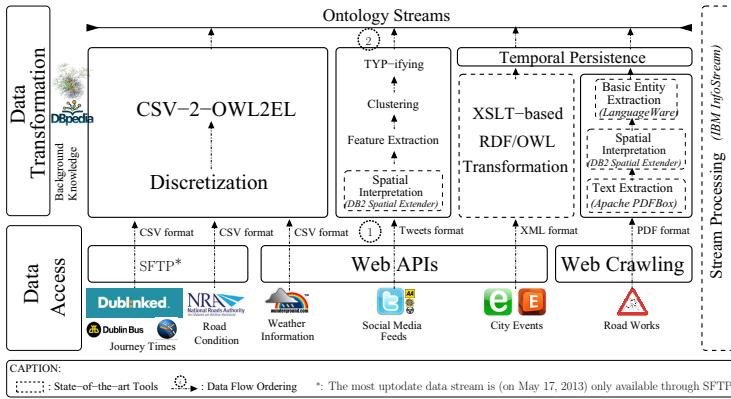 Ontology Streams
2
Data
Transformation
DBpedia
Background
Knowledge
CSV-2-OWL2EL
Discretization
TYP-ifying
Clustering
Feature Extraction
Spatial
Interpretation
(DB2 Spatial Extender)
Temporal Persistence
XSLT-based
RDF/OWL
Transformation
Basic Entity
Extraction
(LanguageWare)
Spatial
Interpretation
(DB2 Spatial Extender)
Text Extraction
(Apache PDFBox)
Stream Processing (IBM InfoStream)
1
CSV format
CSV format
CSV format
Tweets format
XML format
PDF format
Data
Access
SFTP*
Web APIs
Web Crawling
Dublinked
NRA
National Roads Authority
wunderground.com
AA
e
E
Dublin Bus
Journey Times
Road
Condition
Weather
Information
Social Media
Feeds
City Events
Road Works
CAPTION:
: State-of-the-art Tools
: Data Flow Ordering
*: The most uptodate data stream is (on May 17, 2013) only available through SFTP